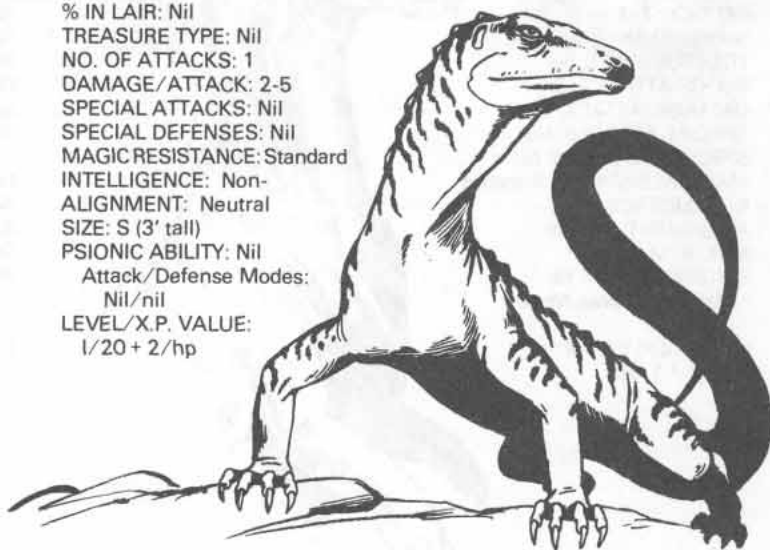 % IN LAIR: Nil
TREASURE TYPE: Nil
NO. OF ATTACKS: 1
DAMAGE/ATTACK: 2-5
SPECIAL ATTACKS: Nil
SPECIAL DEFENSES: Nil
MAGIC RESISTANCE: Standard
INTELLIGENCE: Non-
ALIGNMENT: Neutral
SIZE: S (3' tall)
PSIONIC ABILITY: Nil
Attack/Defense Modes:
Nil/nil
LEVEL/X.P. VALUE:
I/20 + 2/hp